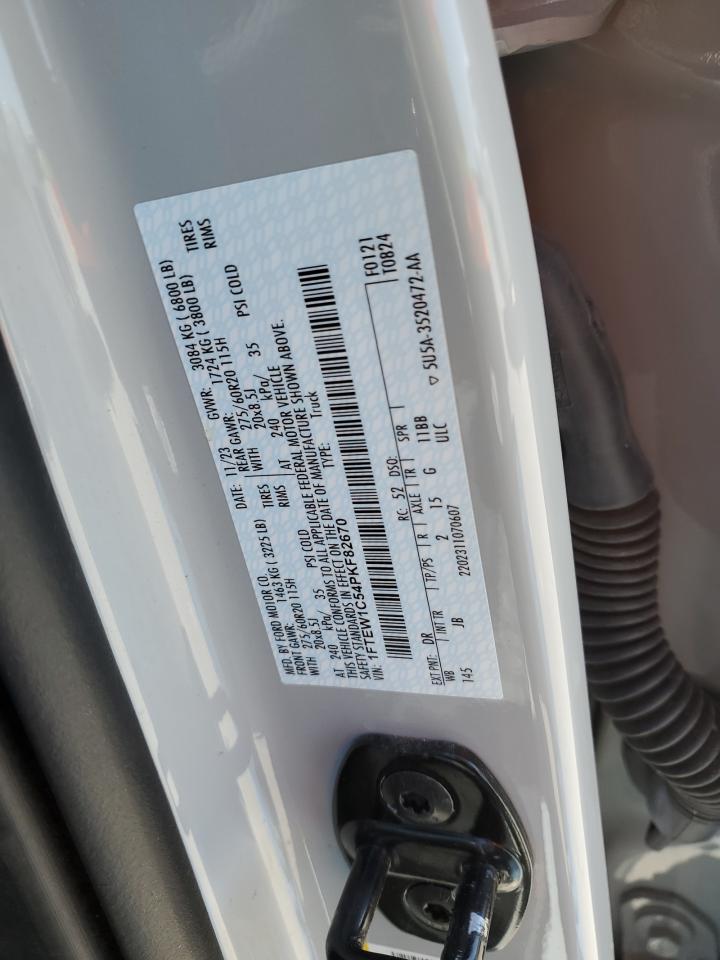 MFD. BY FORD MOTOR CO. DATE: 11/23 GVWR: 3084 KG ( 6800 LB)
FRONT GAWR: 1463 KG ( 3225 LB) REAR GAWR: 1724 KG ( 3800 LB)
275/60R20 115H TIRES 275/60R20 115H TIRES
WITH 20x8.5J RIMS WITH 20x8.5J RIMS
AT 240 kPa/ 35 PSI COLD AT 240 kPa/ 35 PSI COLD
THIS VEHICLE CONFORMS TO ALL APPLICABLE FEDERAL MOTOR VEHICLE
SAFETY STANDARDS IN EFFECT ON THE DATE OF MANUFACTURE SHOWN ABOVE.
VIN: 1FTEW1C54PKF82670 TYPE: Truck
F0121
T0824
EXT PNT: DR RC: 52 DSO:
WB INT TR TP/PS R AXLE TR SPR
145 JB 2 15 G 11BB
2202311070607 ULC
▽ 5U5A-3520472-AA